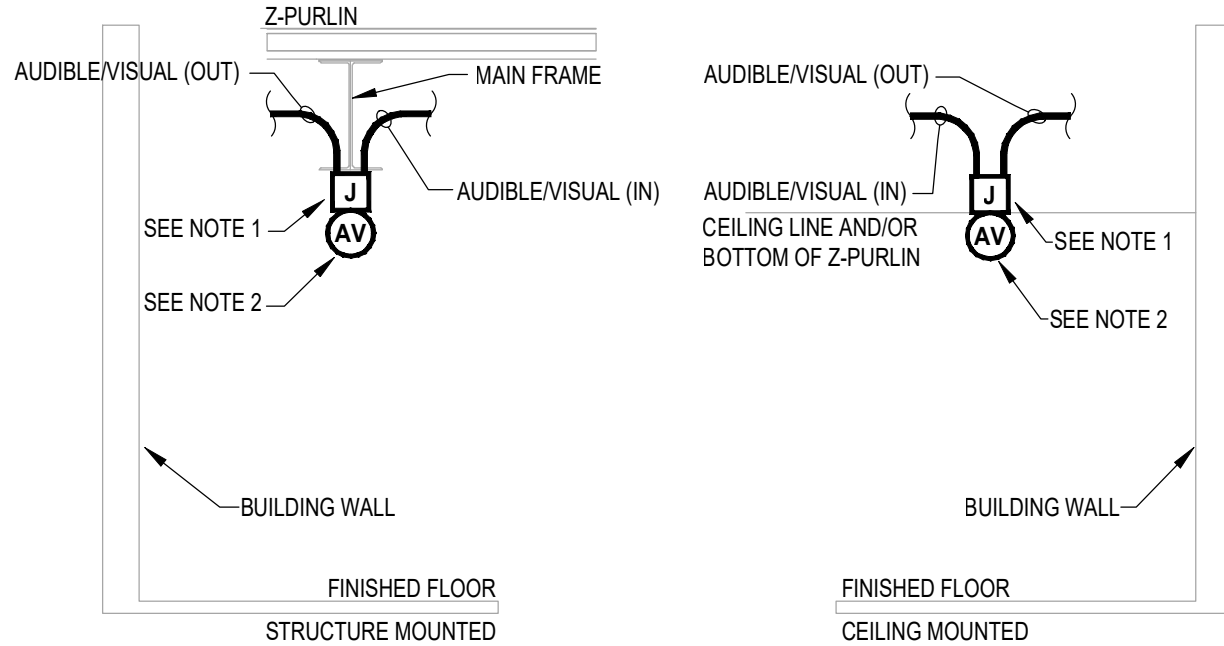 Z-PURLIN
AUDIBLE/VISUAL (OUT)
MAIN FRAME
AUDIBLE/VISUAL (IN)
J
SEE NOTE 1
AV
SEE NOTE 2
BUILDING WALL
FINISHED FLOOR
STRUCTURE MOUNTED
AUDIBLE/VISUAL (OUT)
AUDIBLE/VISUAL (IN)
J
CEILING LINE AND/OR
BOTTOM OF Z-PURLIN
AV
SEE NOTE 1
SEE NOTE 2
BUILDING WALL
FINISHED FLOOR
CEILING MOUNTED